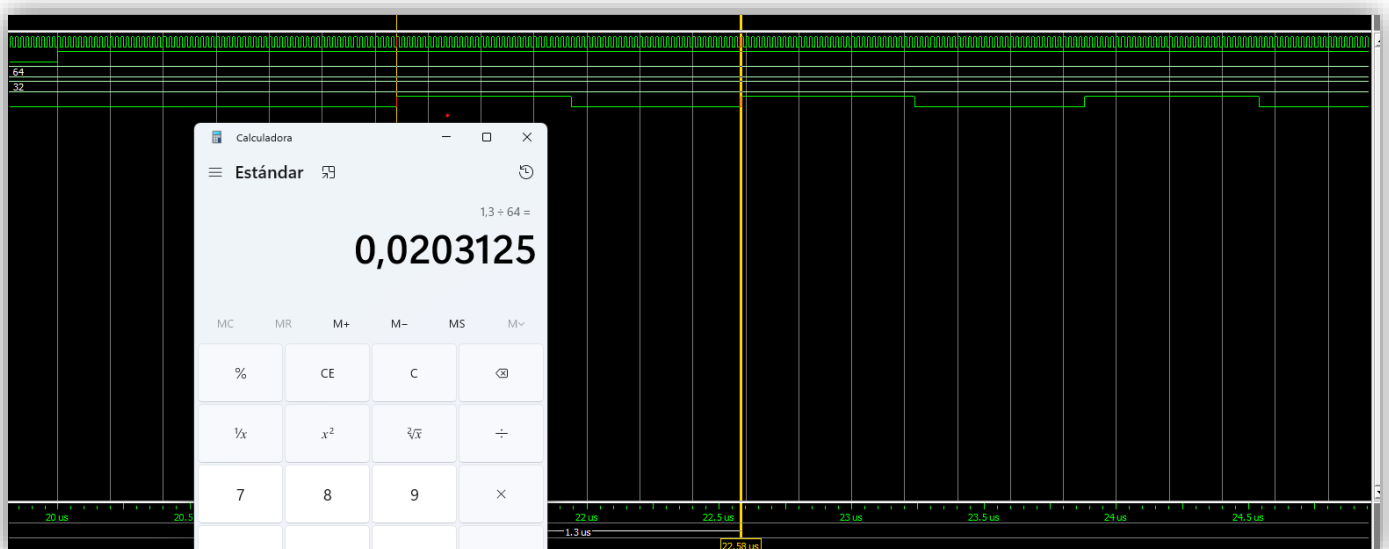 64
32
Calculadora
Estándar
1,3 ÷ 64 =
0,0203125
MC MR M+ M− MS M
% CE C
¹/x x² ²√x ÷
7 8 9 ×
20 us 20.5 22 us 22.5 us 23 us 23.5 us 24 us 24.5 us
1.3 us
22.58 us